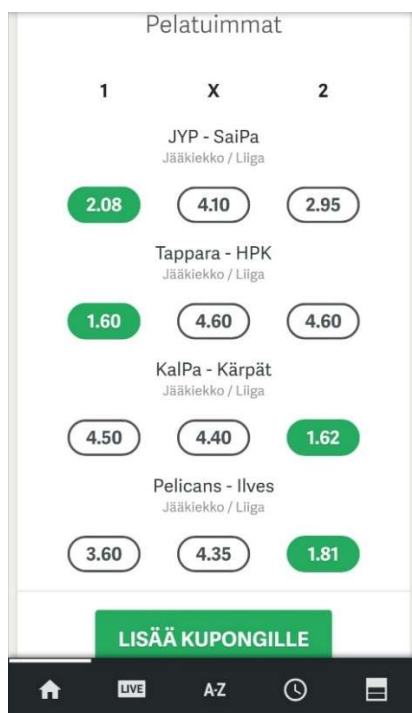 Pelatuimmat
1 X 2
JYP - SaiPa
Jääkiekko / Liiga
2.08 4.10 2.95
Tappara - HPK
Jääkiekko / Liiga
1.60 4.60 4.60
KalPa - Kärpät
Jääkiekko / Liiga
4.50 4.40 1.62
Pelicans - Ilves
Jääkiekko / Liiga
3.60 4.35 1.81
LISÄÄ KUPONGILLE
LIVE A-Z